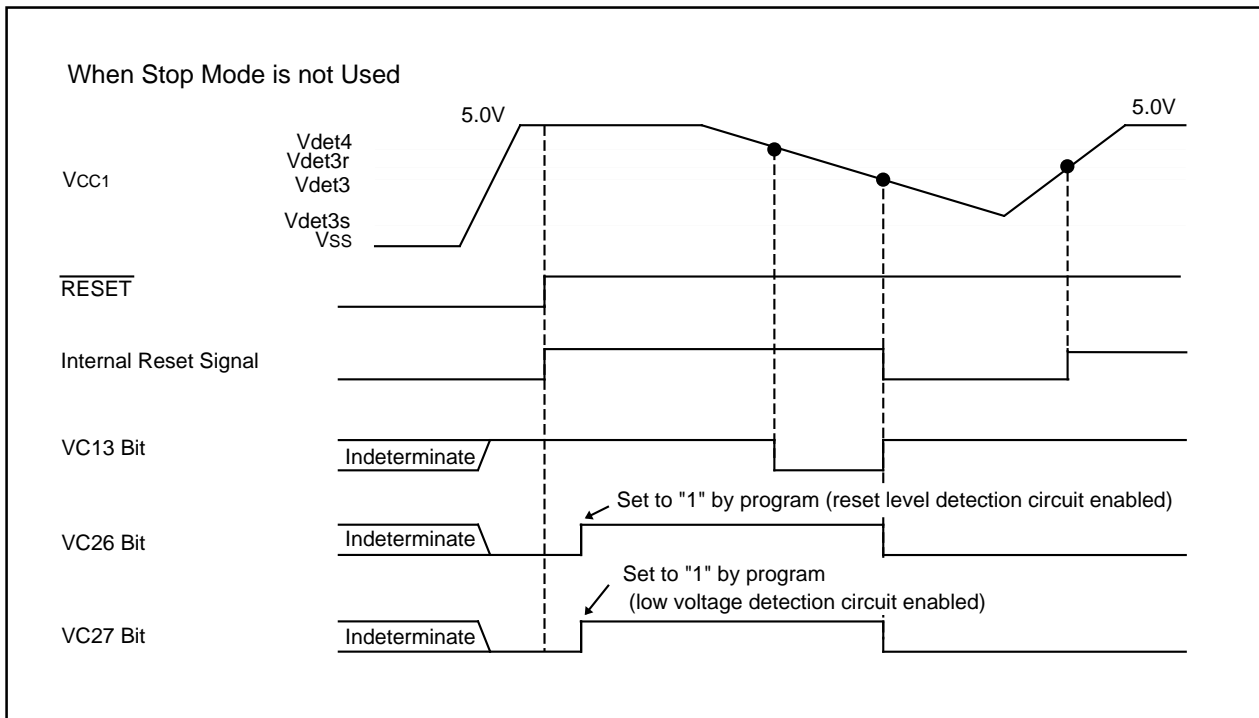 When Stop Mode is not Used
5.0V
5.0V
Vdet4
Vdet3r
VCC1
Vdet3
Vdet3s
VSS
RESET
Internal Reset Signal
VC13 Bit
Indeterminate
Set to "1" by program (reset level detection circuit enabled)
VC26 Bit
Indeterminate
Set to "1" by program
(low voltage detection circuit enabled)
VC27 Bit
Indeterminate